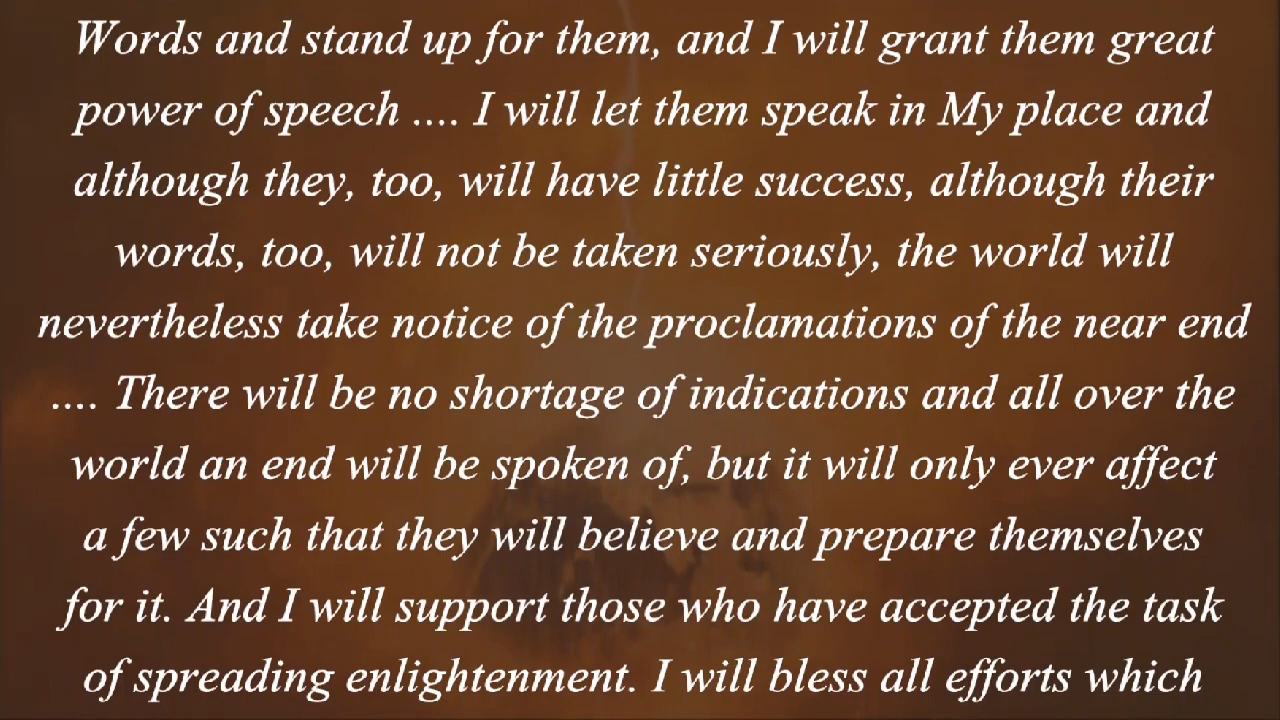 Words and stand up for them, and I will grant them great
power of speech .... I will let them speak in My place and
although they, too, will have little success, although their
words, too, will not be taken seriously, the world will
nevertheless take notice of the proclamations of the near end
.... There will be no shortage of indications and all over the
world an end will be spoken of, but it will only ever affect
a few such that they will believe and prepare themselves
for it. And I will support those who have accepted the task
of spreading enlightenment. I will bless all efforts which